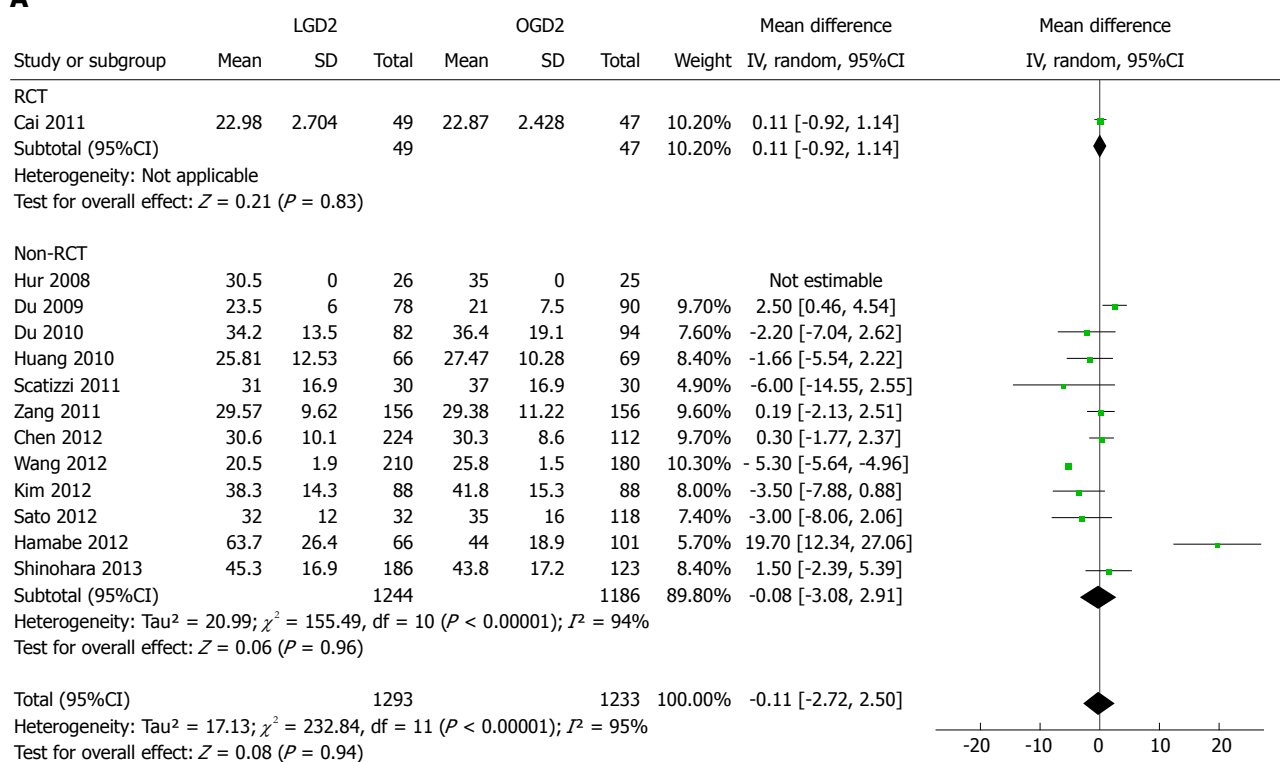 A
LGD2 OGD2 Mean difference Mean difference
Study or subgroup Mean SD Total Mean SD Total Weight IV, random, 95%CI IV, random, 95%CI
RCT
Cai 2011 22.98 2.704 49 22.87 2.428 47 10.20% 0.11 [-0.92, 1.14]
Subtotal (95%CI) 49 47 10.20% 0.11 [-0.92, 1.14]
Heterogeneity: Not applicable
Test for overall effect: Z = 0.21 (P = 0.83)
Non-RCT
Hur 2008 30.5 0 26 35 0 25 Not estimable
Du 2009 23.5 6 78 21 7.5 90 9.70% 2.50 [0.46, 4.54]
Du 2010 34.2 13.5 82 36.4 19.1 94 7.60% -2.20 [-7.04, 2.62]
Huang 2010 25.81 12.53 66 27.47 10.28 69 8.40% -1.66 [-5.54, 2.22]
Scatizzi 2011 31 16.9 30 37 16.9 30 4.90% -6.00 [-14.55, 2.55]
Zang 2011 29.57 9.62 156 29.38 11.22 156 9.60% 0.19 [-2.13, 2.51]
Chen 2012 30.6 10.1 224 30.3 8.6 112 9.70% 0.30 [-1.77, 2.37]
Wang 2012 20.5 1.9 210 25.8 1.5 180 10.30% - 5.30 [-5.64, -4.96]
Kim 2012 38.3 14.3 88 41.8 15.3 88 8.00% -3.50 [-7.88, 0.88]
Sato 2012 32 12 32 35 16 118 7.40% -3.00 [-8.06, 2.06]
Hamabe 2012 63.7 26.4 66 44 18.9 101 5.70% 19.70 [12.34, 27.06]
Shinohara 2013 45.3 16.9 186 43.8 17.2 123 8.40% 1.50 [-2.39, 5.39]
Subtotal (95%CI) 1244 1186 89.80% -0.08 [-3.08, 2.91]
Heterogeneity: Tau² = 20.99; χ² = 155.49, df = 10 (P < 0.00001); I² = 94%
Test for overall effect: Z = 0.06 (P = 0.96)
Total (95%CI) 1293 1233 100.00% -0.11 [-2.72, 2.50]
Heterogeneity: Tau² = 17.13; χ² = 232.84, df = 11 (P < 0.00001); I² = 95%
Test for overall effect: Z = 0.08 (P = 0.94)
-20 -10 0 10 20